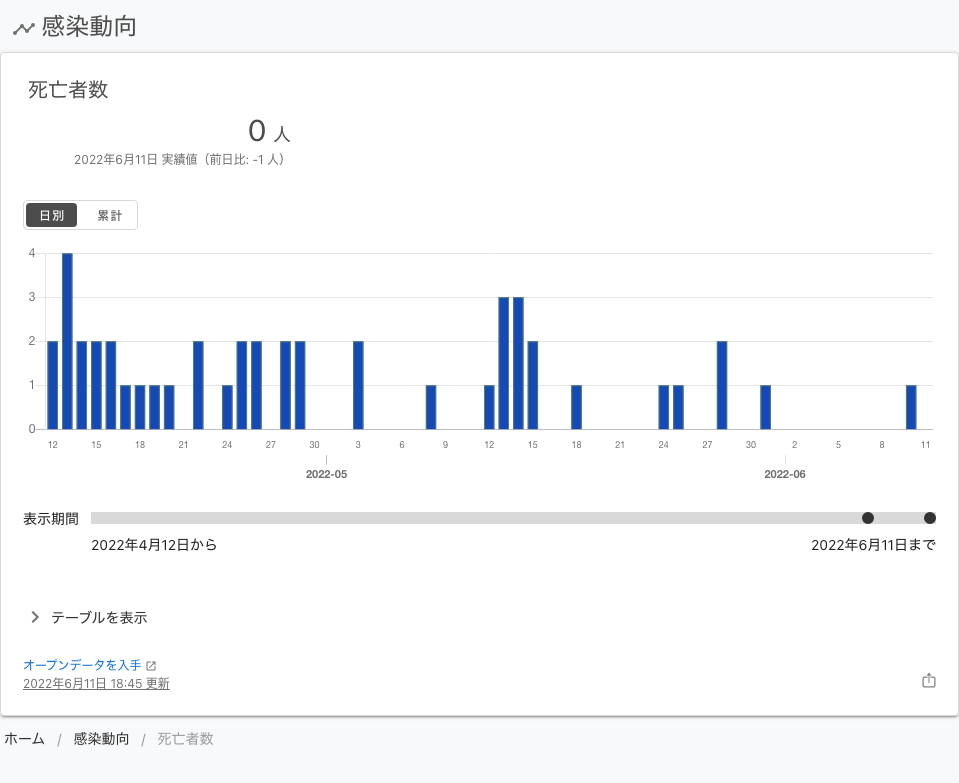 感染動向
死亡者数
0 人
2022年6月11日 実績値（前日比: -1 人）
日別 累計
4
3
2
1
0
12 15 18 21 24 27 30 3 6 9 12 15 18 21 24 27 30 2 5 8 11
2022-05 2022-06
表示期間
2022年4月12日から 2022年6月11日まで
テーブルを表示
オープンデータを入手
2022年6月11日 18:45 更新
ホーム / 感染動向 / 死亡者数